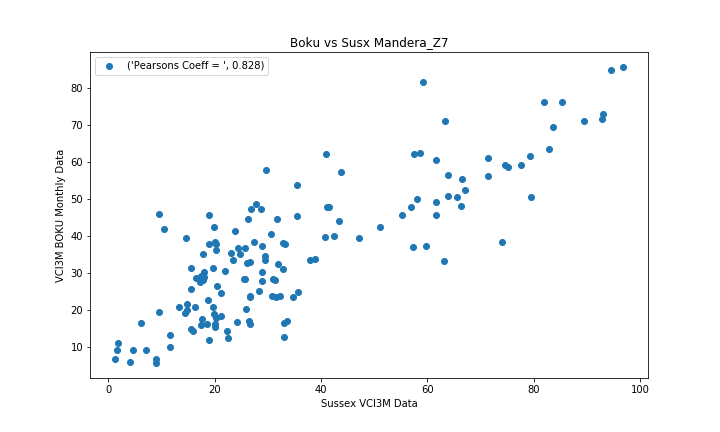 Boku vs Susx Mandera_Z7
('Pearsons Coeff = ', 0.828)
VCI3M BOKU Monthly Data
80
70
60
50
40
30
20
10
0 20 40 60 80 100
Sussex VCI3M Data